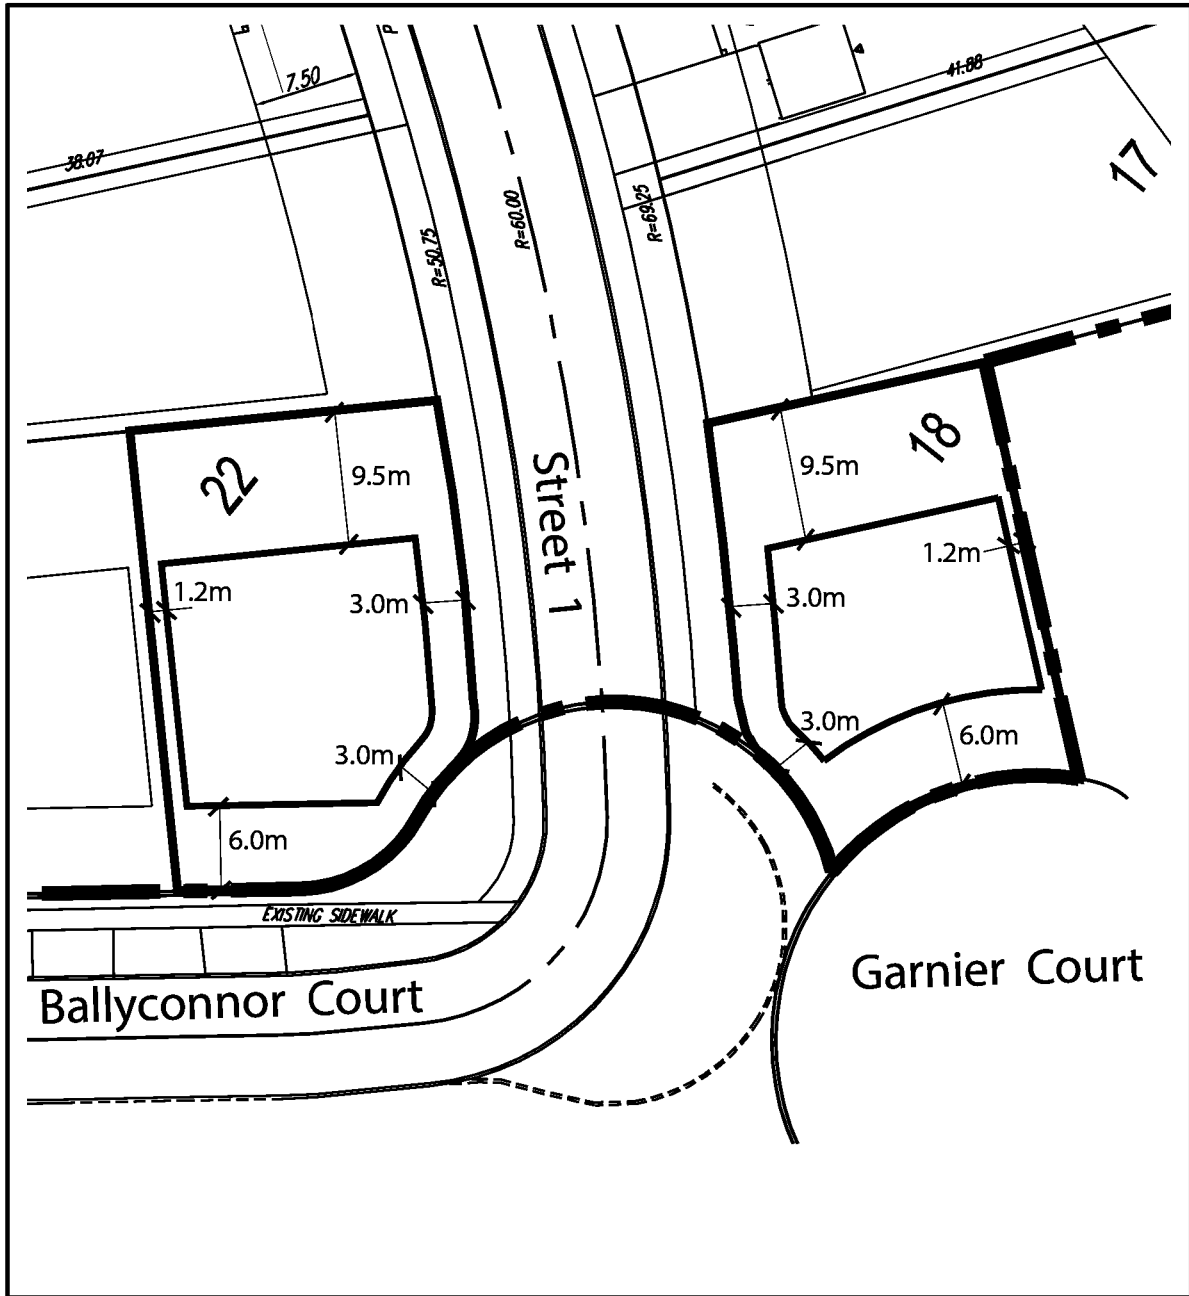 7.50
41.88
38.07
17
R=60.00
R=69.25
R=50.75
22
9.5m
Street 1
18
9.5m
1.2m
1.2m
3.0m
3.0m
3.0m
3.0m
6.0m
6.0m
EXISTING SIDEWALK
Ballyconnor Court
Garnier Court